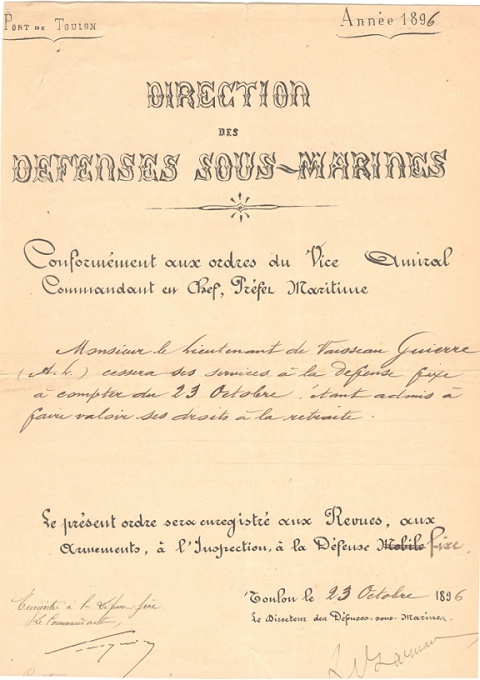 Port de Toulon
Année 1896
DIRECTION
DES
DEFENSES SOUS-MARINES
Conformément aux ordres du Vice Amiral
Commandant en Chef, Préfet Maritime
Monsieur le Lieutenant de Vaisseau Guierre
(A. L.) cessera ses services à la défense fixe
à compter du 23 Octobre étant admis à
faire valoir ses droits à la retraite.
Le présent ordre sera enregistré aux Revues, aux
Armements, à l'Inspection, à la Défense Mobile fixe.
Toulon le 23 Octobre 1896
Le Directeur des Défenses-sous-Marines
Enregistré à la Défense fixe
Le Commandant